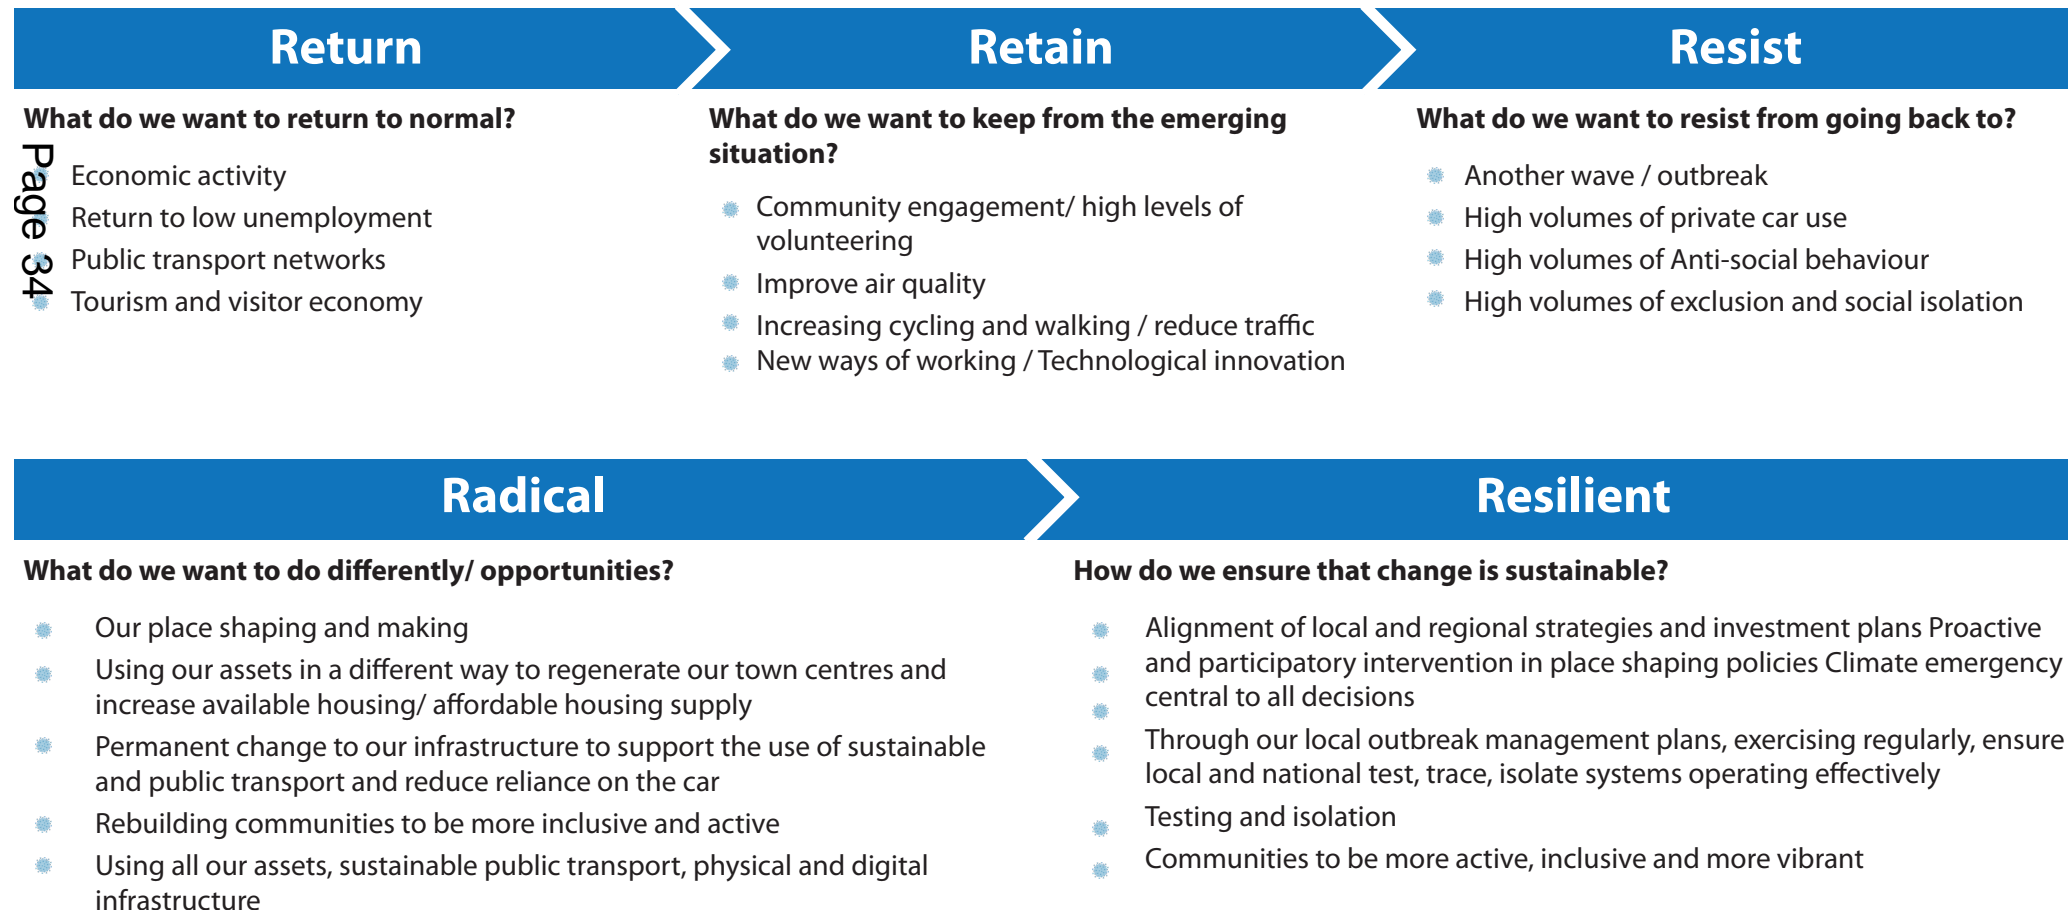 Return
What do we want to return to normal?
Economic activity
Return to low unemployment
Public transport networks
Tourism and visitor economy
Page 34
Retain
What do we want to keep from the emerging
situation?
Community engagement/ high levels of
volunteering
Improve air quality
Increasing cycling and walking / reduce traffic
New ways of working / Technological innovation
Resist
What do we want to resist from going back to?
Another wave / outbreak
High volumes of private car use
High volumes of Anti-social behaviour
High volumes of exclusion and social isolation
Radical
What do we want to do differently/ opportunities?
Our place shaping and making
Using our assets in a different way to regenerate our town centres and
increase available housing/ affordable housing supply
Permanent change to our infrastructure to support the use of sustainable
and public transport and reduce reliance on the car
Rebuilding communities to be more inclusive and active
Using all our assets, sustainable public transport, physical and digital
infrastructure
Resilient
How do we ensure that change is sustainable?
Alignment of local and regional strategies and investment plans Proactive
and participatory intervention in place shaping policies Climate emergency
central to all decisions
Through our local outbreak management plans, exercising regularly, ensure
local and national test, trace, isolate systems operating effectively
Testing and isolation
Communities to be more active, inclusive and more vibrant